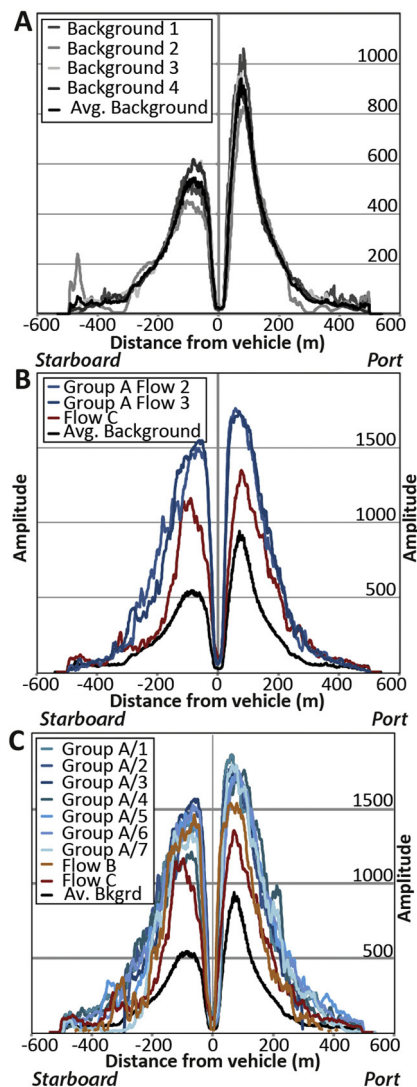 A
Background 1
Background 2
Background 3
Background 4
Avg. Background
1000
800
600
400
200
-600 -400 -200 0 200 400 600
Distance from vehicle (m)
Starboard Port
B
Group A Flow 2
Group A Flow 3
Flow C
Avg. Background
1500
1000
500
Amplitude
Amplitude
-600 -400 -200 0 200 400 600
Distance from vehicle (m)
Starboard Port
C
Group A/1
Group A/2
Group A/3
Group A/4
Group A/5
Group A/6
Group A/7
Flow B
Flow C
Av. Bkgrd
1500
1000
500
Amplitude
-600 -400 -200 0 200 400 600
Distance from vehicle (m)
Starboard Port